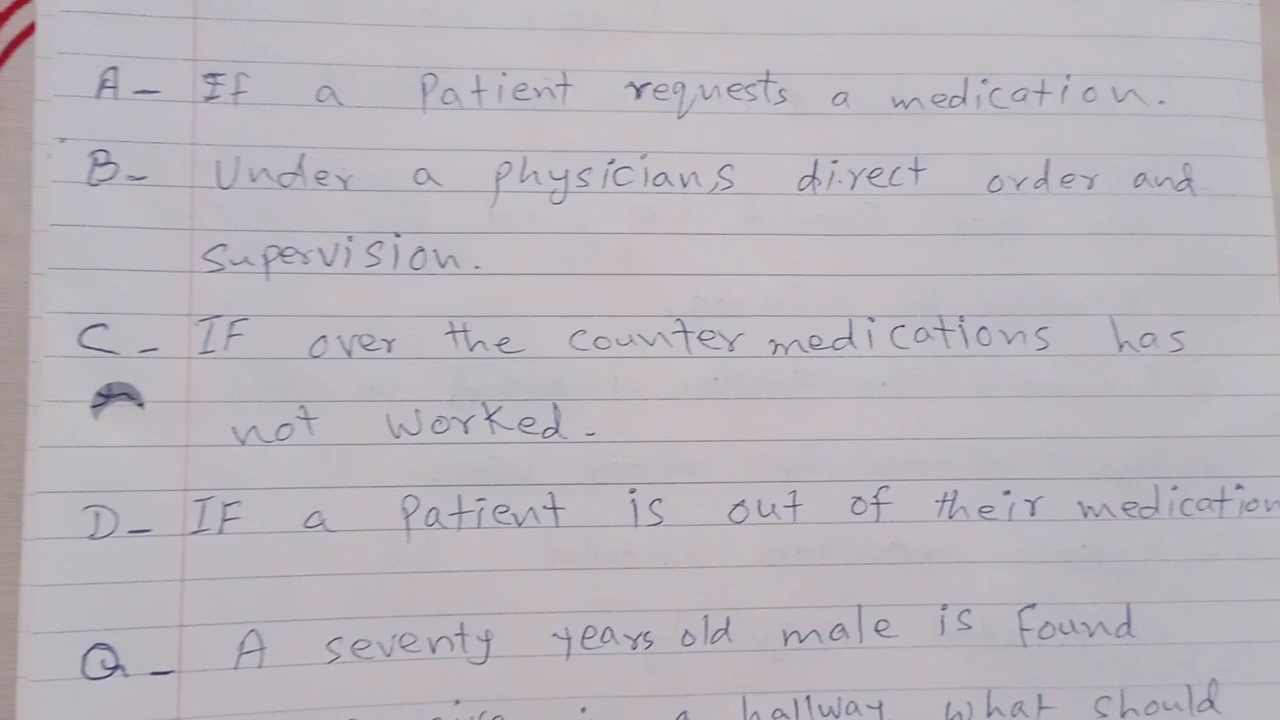 A- If a Patient requests a medication.
B- Under a physicians direct order and
supervision.
C- IF over the counter medications has
not worked.
D- IF a Patient is out of their medication
Q- A seventy years old male is found
in a hallway what should